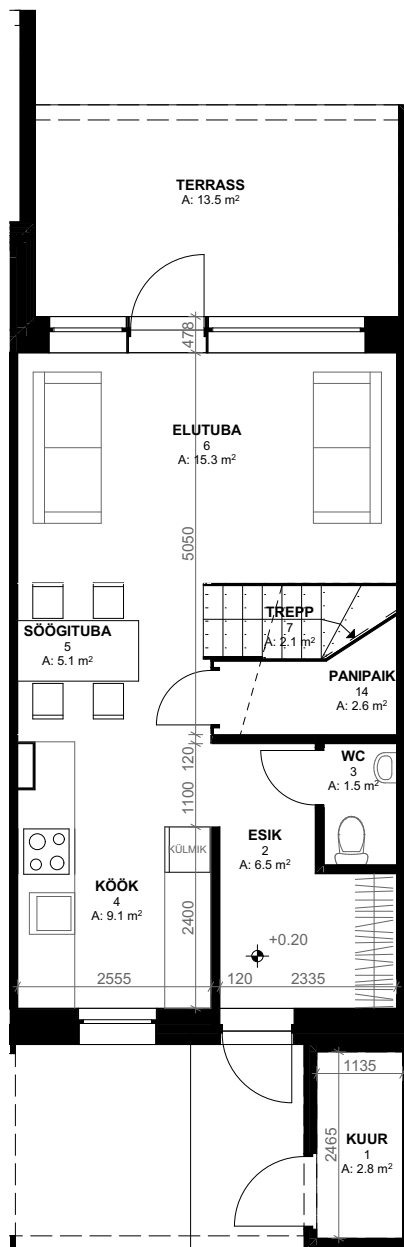 TERRASS
A: 13.5 m²
478
ELUTUBA
6
A: 15.3 m²
5050
TREPP
7
A: 2.1 m²
SÖÖGITUBA
5
A: 5.1 m²
PANIPAIK
14
A: 2.6 m²
120
WC
3
A: 1.5 m²
1100
ESIK
2
A: 6.5 m²
KÜLMIK
KÖÖK
4
A: 9.1 m²
2400
+0.20
2555
120
2335
1135
2465
KUUR
1
A: 2.8 m²